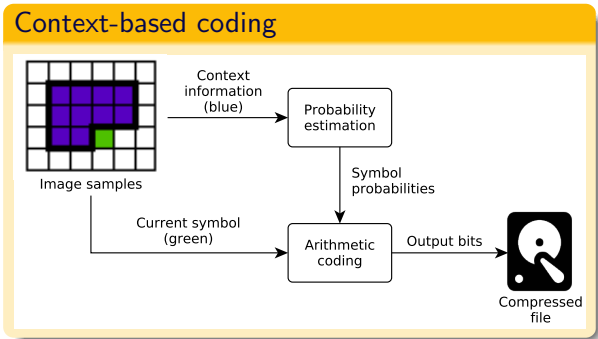 Context-based coding
Context
information
(blue)
Probability
estimation
Image samples
Symbol
probabilities
Current symbol
(green)
Arithmetic
coding
Output bits
Compressed
file